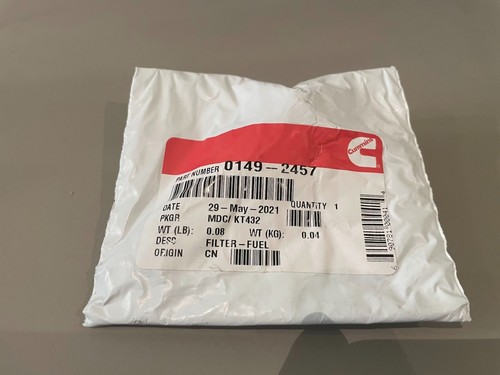 Cummins
PART NUMBER 0149-2457
DATE 29-May-2021 QUANTITY 1
PKGR MDC/ KT432
WT (LB): 0.08 WT (KG): 0.04
DESC FILTER-FUEL
ORIGIN CN